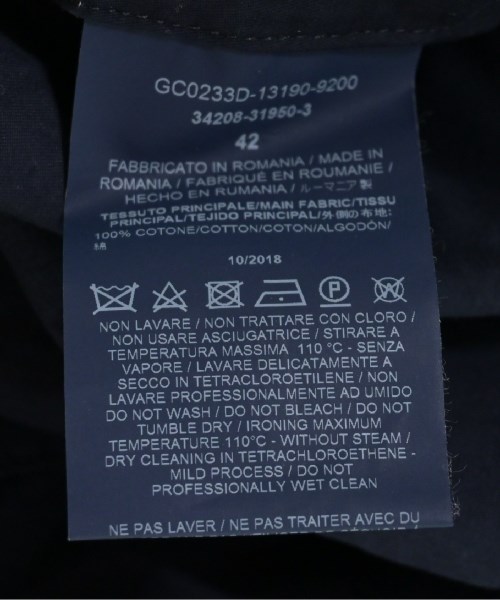 GC0233D-13190-9200
34208-31950-3
42
FABBRICATO IN ROMANIA / MADE IN
ROMANIA / FABRIQUÉ EN ROUMANIE /
HECHO EN RUMANIA / ルーマニア製
TESSUTO PRINCIPALE/MAIN FABRIC/TISSU
PRINCIPAL/TEJIDO PRINCIPAL/外側の布地:
100% COTONE/COTTON/COTON/ALGODÓN/
綿
10/2018
P
W
NON LAVARE / NON TRATTARE CON CLORO /
NON USARE ASCIUGATRICE / STIRARE A
TEMPERATURA MASSIMA 110 °C - SENZA
VAPORE / LAVARE DELICATAMENTE A
SECCO IN TETRACLOROETILENE / NON
LAVARE PROFESSIONALMENTE AD UMIDO
DO NOT WASH / DO NOT BLEACH / DO NOT
TUMBLE DRY / IRONING MAXIMUM
TEMPERATURE 110°C - WITHOUT STEAM /
DRY CLEANING IN TETRACHLOROETHENE -
MILD PROCESS / DO NOT
PROFESSIONALLY WET CLEAN
NE PAS LAVER / NE PAS TRAITER AVEC DU